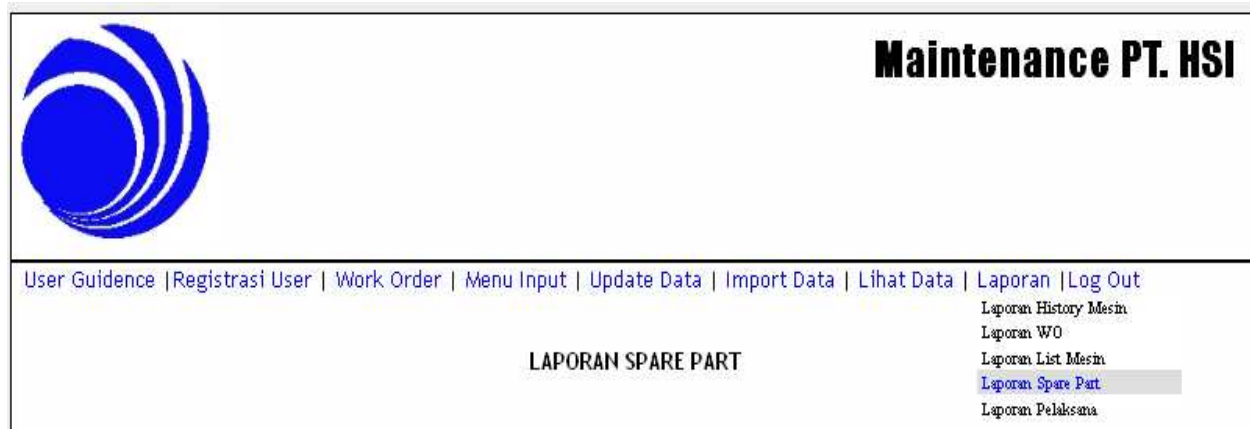 Maintenance PT. HSI
User Guidence |Registrasi User | Work Order | Menu Input | Update Data | Import Data | Lihat Data | Laporan |Log Out
Laporan History Mesin
Laporan WO
LAPORAN SPARE PART
Laporan List Mesin
Laporan Spare Part
Laporan Pelaksana